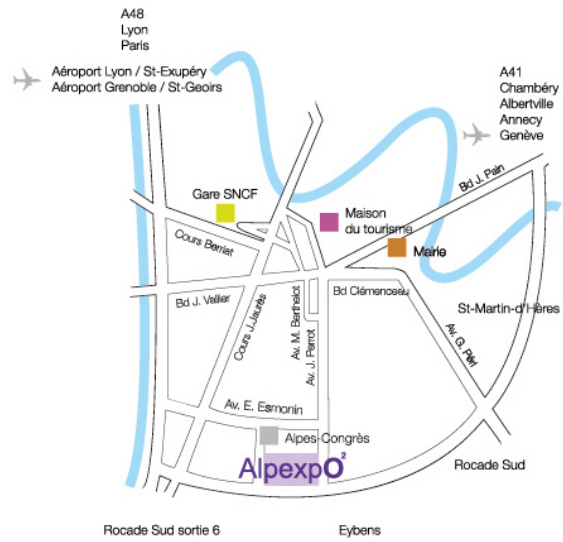 A48
Lyon
Paris
Aéroport Lyon / St-Exupéry
Aéroport Grenoble / St-Geoirs
A41
Chambéry
Albertville
Annecy
Genève
Bd J. Pain
Gare SNCF
Maison
du tourisme
Cours Berriat
Mairie
Bd J. Vallier
Cours J.Jaurès
Av. M. Berthelot
Av. J. Perrot
Bd Clémenceau
St-Martin-d'Hères
Av. G. Péri
Av. E. Esmonin
Alpes-Congrès
AlpexpO²
Rocade Sud
Rocade Sud sortie 6
Eybens